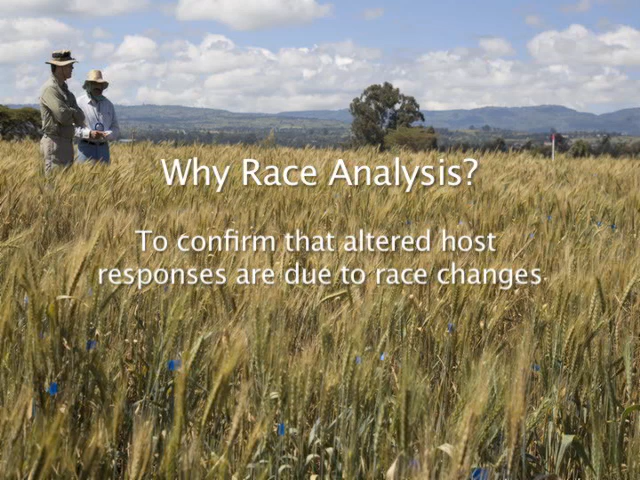 Why Race Analysis?
To confirm that altered host
responses are due to race changes